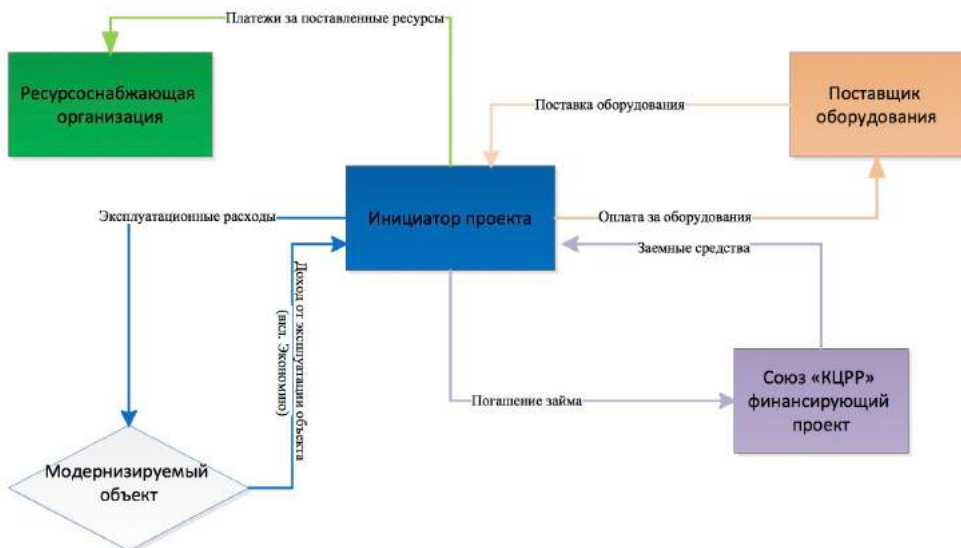 Платежи за поставленные ресурсы
Ресурсоснабжающая
организация
Поставка оборудования
Поставщик
оборудования
Эксплуатационные расходы
Инициатор проекта
Оплата за оборудования
Заемные средства
Доход от эксплуатации объекта
(вкл. Экономию)
Погашение займа
Союз «КЦРР»
финансирующий
проект
Модернизируемый
объект